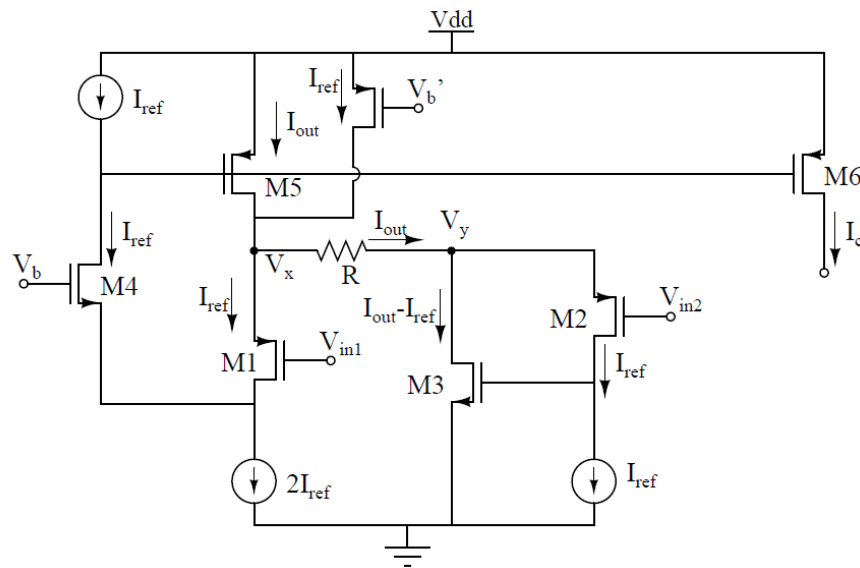 Vdd
Iref
Iref
Vb'
Iout
M5
M6
Iref
Iout
Vy
Vb
M4
Vx
R
Iref
Iout-Iref
M2
Vin2
Vin1
M1
M3
Iref
2Iref
Iref